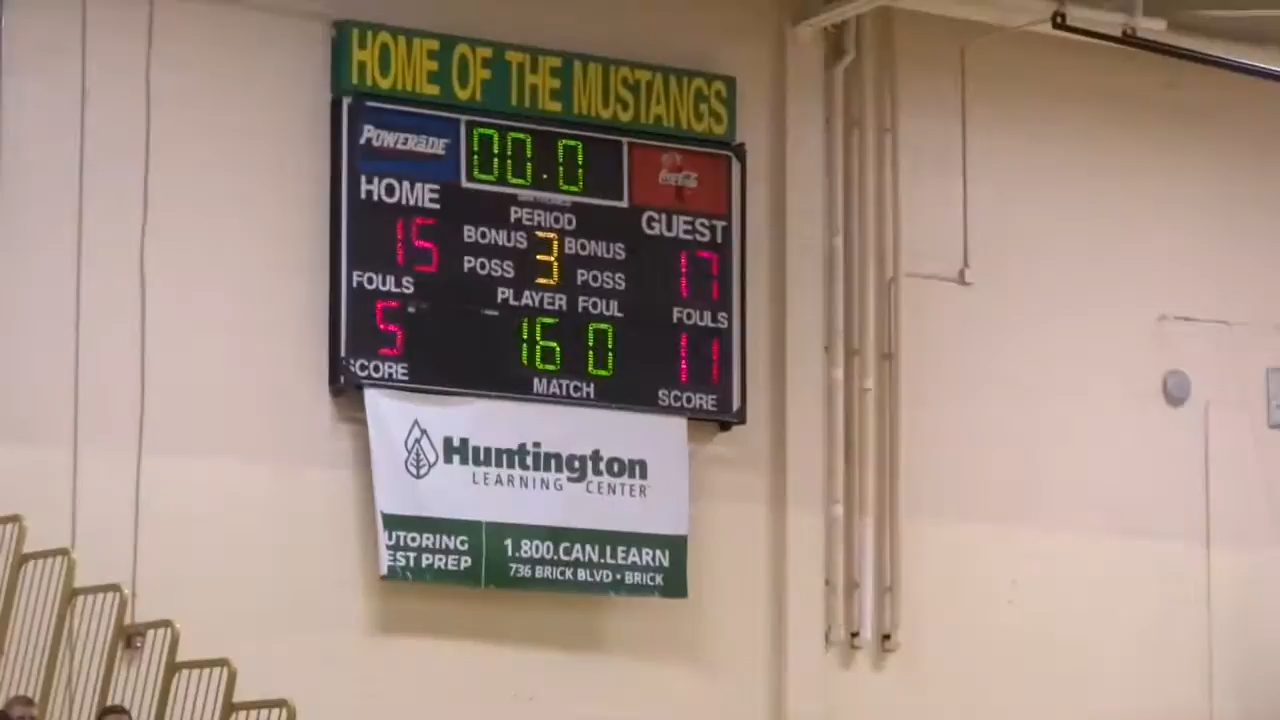 HOME OF THE MUSTANGS
POWERADE
00.0
Coca-Cola
HOME
PERIOD
GUEST
15
BONUS 3 BONUS
17
POSS
POSS
FOULS
PLAYER FOUL
FOULS
5
16 0
11
SCORE
MATCH
SCORE
Huntington
LEARNING CENTER
UTORING
EST PREP
1.800.CAN.LEARN
736 BRICK BLVD • BRICK